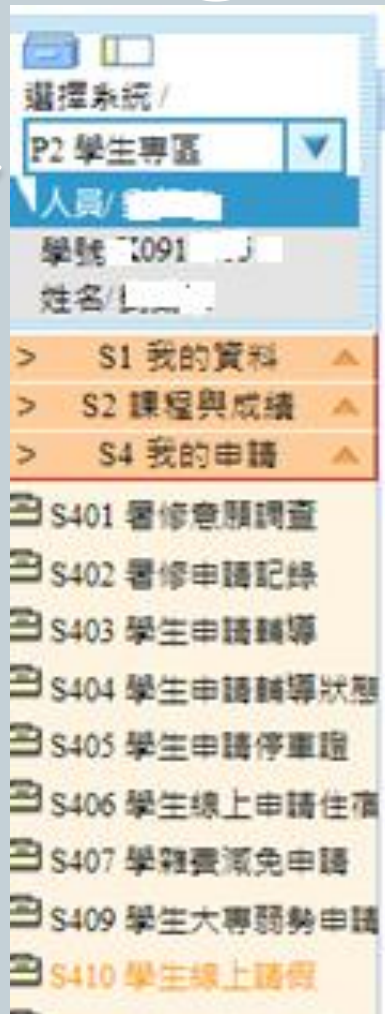 選擇系統 /
P2 學生專區
人員/
學號 091
姓名/
> S1 我的資料
> S2 課程與成績
> S4 我的申請
S401 暑修意願調查
S402 暑修申請記錄
S403 學生申請輔導
S404 學生申請輔導狀態
S405 學生申請停車證
S406 學生線上申請住宿
S407 學雜費減免申請
S409 學生大專弱勢申請
S410 學生線上請假